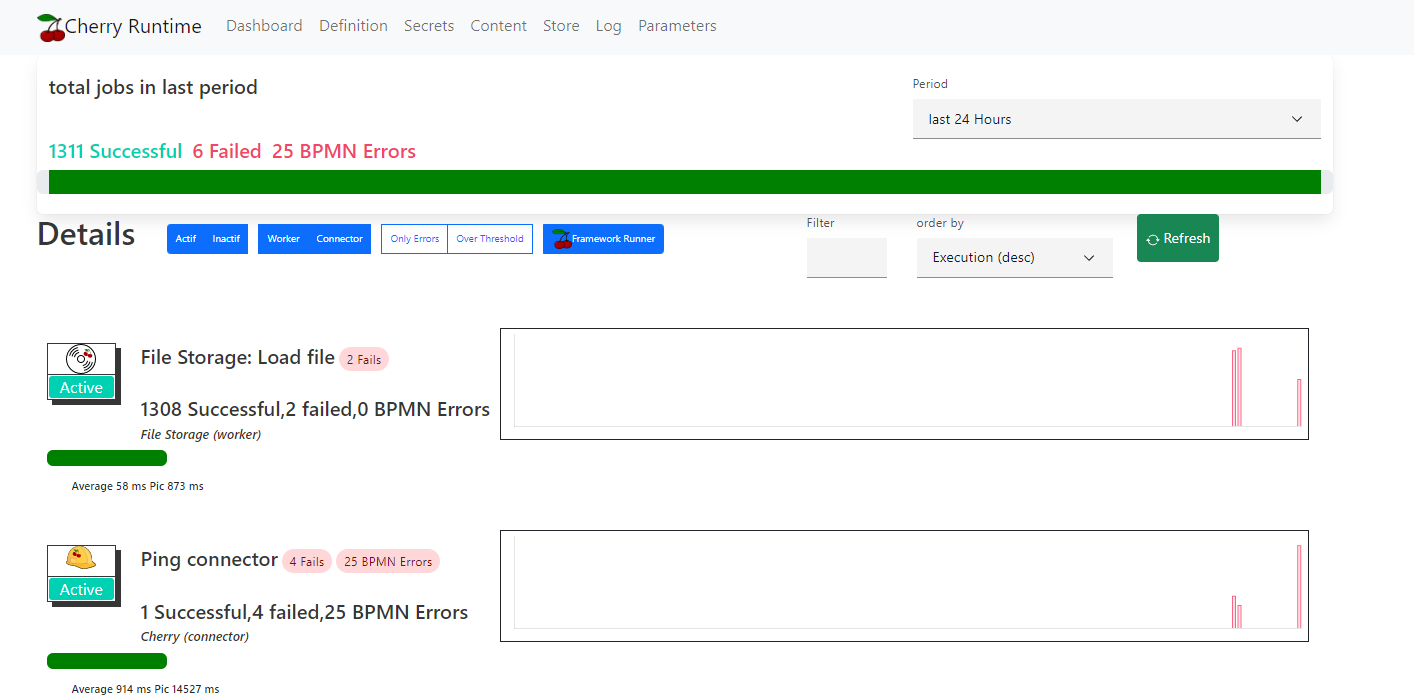 Cherry Runtime Dashboard Definition Secrets Content Store Log Parameters
total jobs in last period
Period
last 24 Hours
1311 Successful 6 Failed 25 BPMN Errors
Details
Actif Inactif Worker Connector Only Errors Over Threshold Framework Runner
Filter
order by
Execution (desc)
Refresh
File Storage: Load file 2 Fails
Active
1308 Successful,2 failed,0 BPMN Errors
File Storage (worker)
Average 58 ms Pic 873 ms
Ping connector 4 Fails 25 BPMN Errors
Active
1 Successful,4 failed,25 BPMN Errors
Cherry (connector)
Average 914 ms Pic 14527 ms